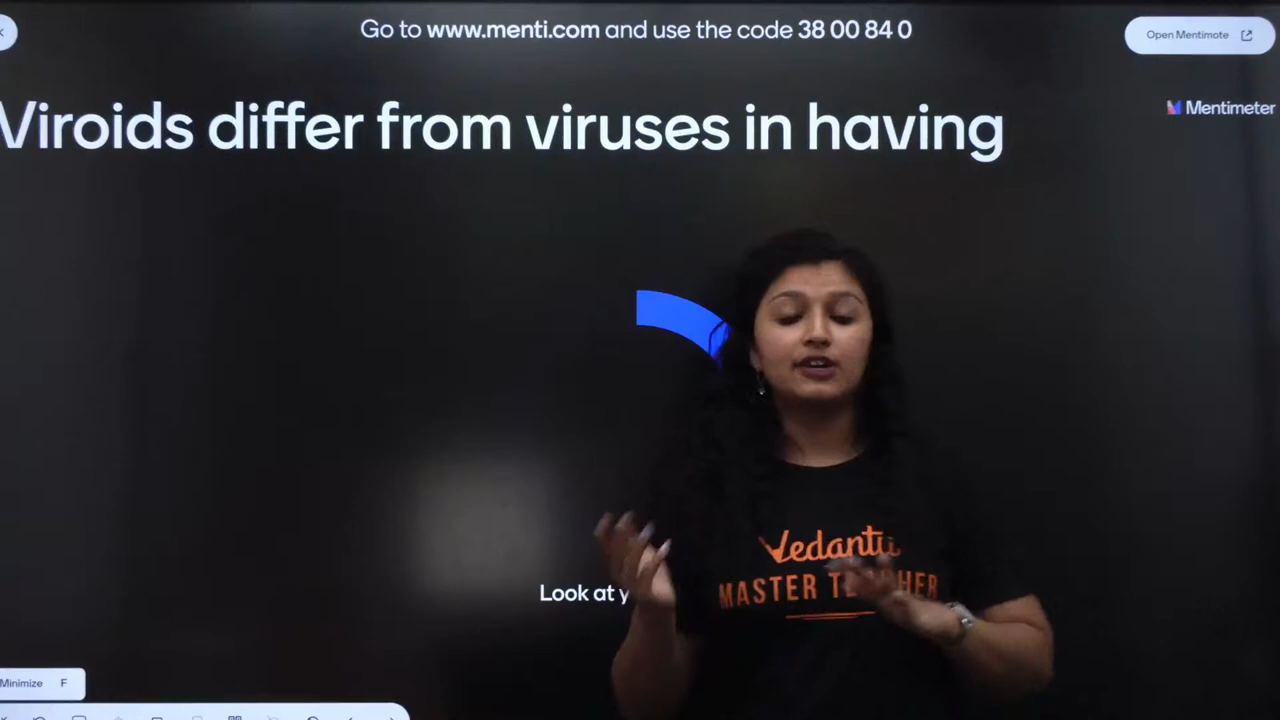 Go to www.menti.com and use the code 38 00 84 0
Open Mentimote
Viroids differ from viruses in having
Mentimeter
Vedantu
MASTER TEACHER
Look at
Minimize F